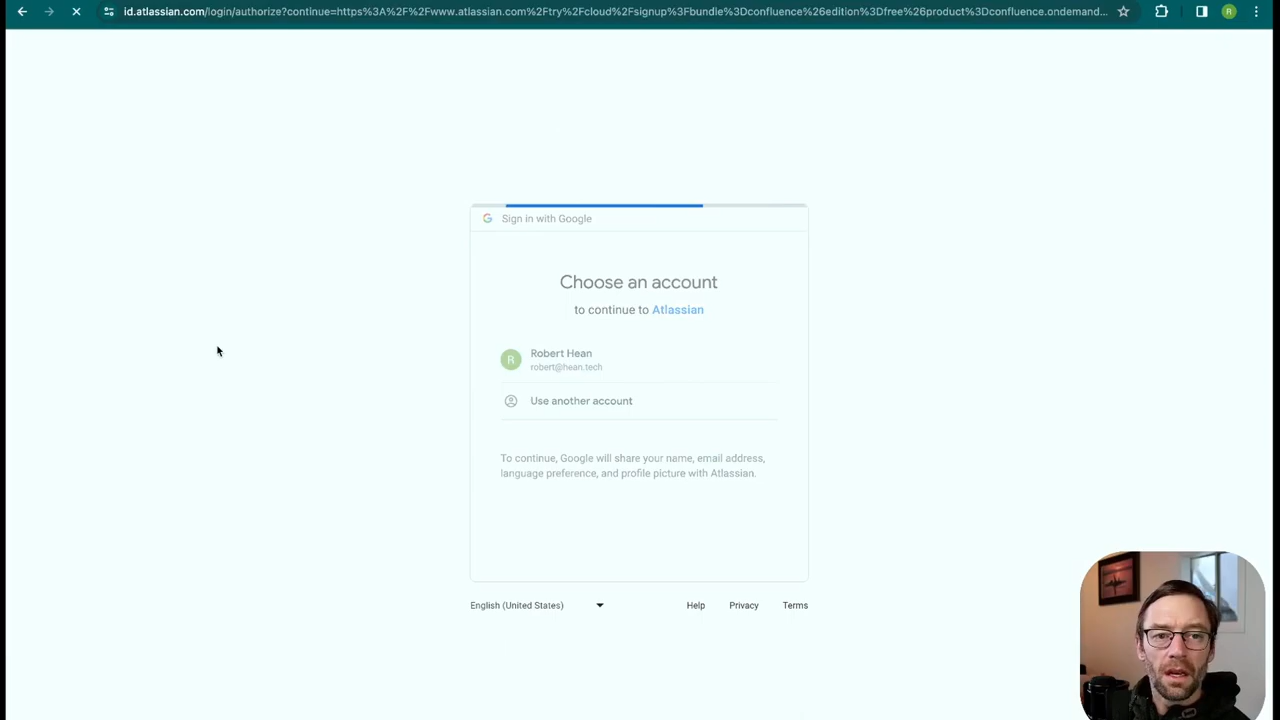 id.atlassian.com/login/authorize?continue=https%3A%2F%2Fwww.atlassian.com%2Ftry%2Fcloud%2Fsignup%3Fbundle%3Dconfluence%26edition%3Dfree%26product%3Dconfluence.ondemand...
R
Sign in with Google
Choose an account
to continue to Atlassian
R
Robert Hean
robert@hean.tech
Use another account
To continue, Google will share your name, email address,
language preference, and profile picture with Atlassian.
English (United States)
Help
Privacy
Terms